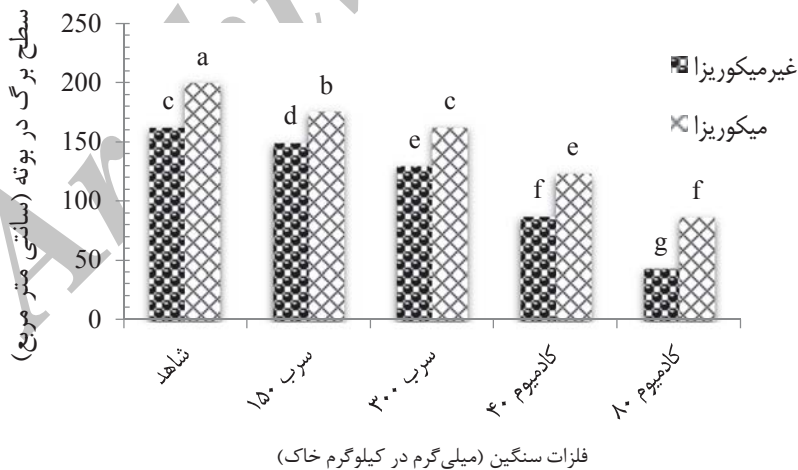 سطح برگ در بوته (سانتی متر مربع)
250
200
150
100
50
0
c
a
d
b
e
c
f
e
g
f
غیرمیکوریزا
میکوریزا
شاهد
سرب ۱۵۰
سرب ۳۰۰
کادمیوم ۴۰
کادمیوم ۸۰
فلزات سنگین (میلی‌گرم در کیلوگرم خاک)